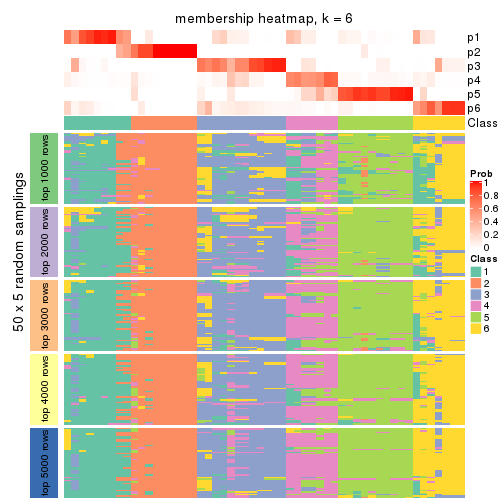 membership heatmap, k = 6
p1
p2
p3
p4
p5
p6
Class
50 x 5 random samplings
top 1000 rows
top 2000 rows
top 3000 rows
top 4000 rows
top 5000 rows
Prob
1
0.8
0.6
0.4
0.2
0
Class
1
2
3
4
5
6